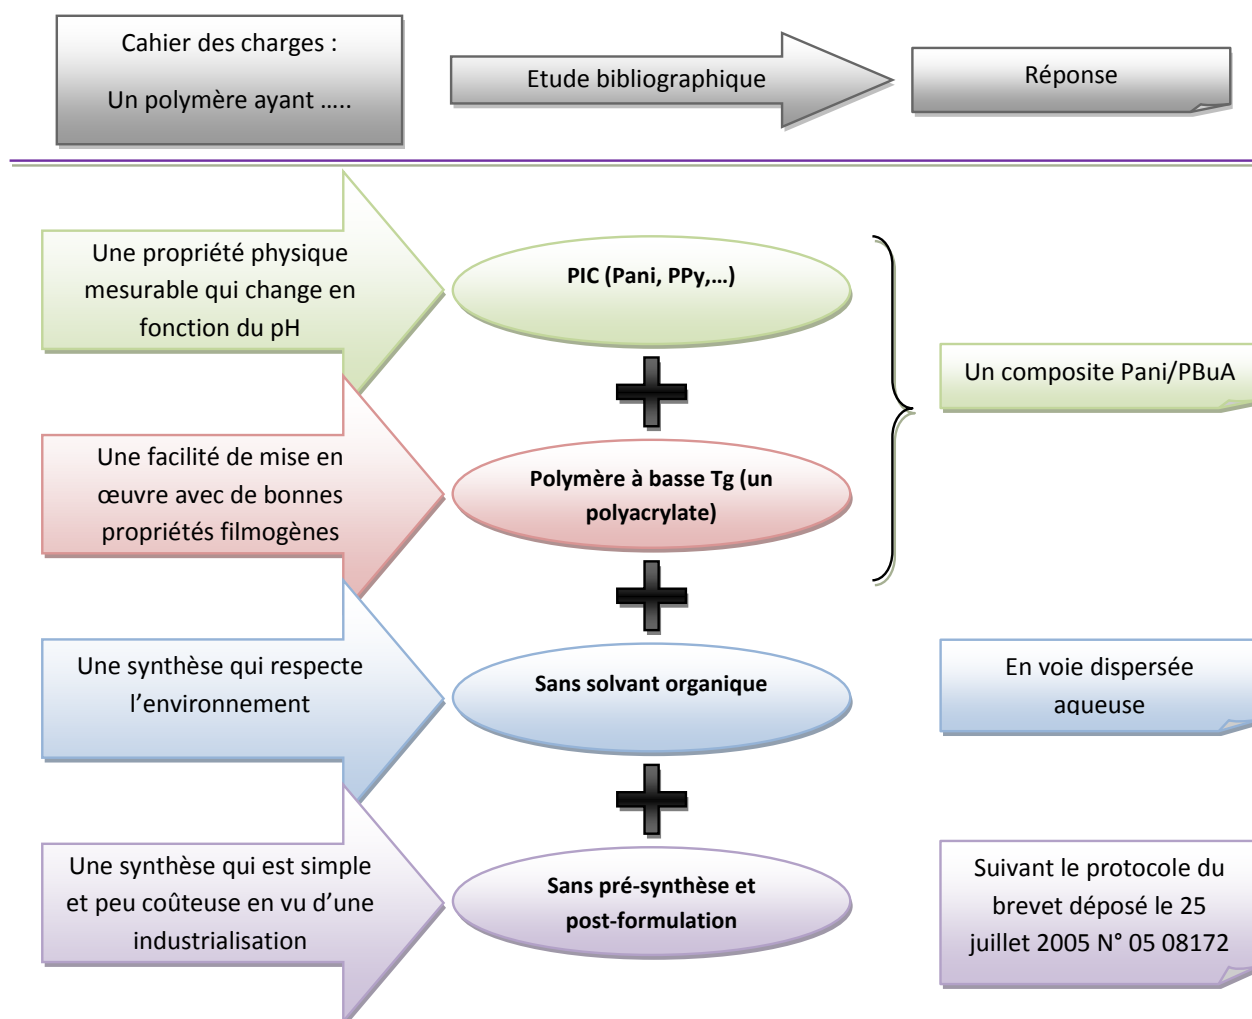 Cahier des charges :
Un polymère ayant .....
Etude bibliographique
Réponse
Une propriété physique
mesurable qui change en
fonction du pH
PIC (Pani, PPy,...)
Un composite Pani/PBuA
Une facilité de mise en
œuvre avec de bonnes
propriétés filmogènes
Polymère à basse Tg (un
polyacrylate)
Une synthèse qui respecte
l'environnement
Sans solvant organique
En voie dispersée
aqueuse
Une synthèse qui est simple
et peu coûteuse en vu d'une
industrialisation
Sans pré-synthèse et
post-formulation
Suivant le protocole du
brevet déposé le 25
juillet 2005 N° 05 08172